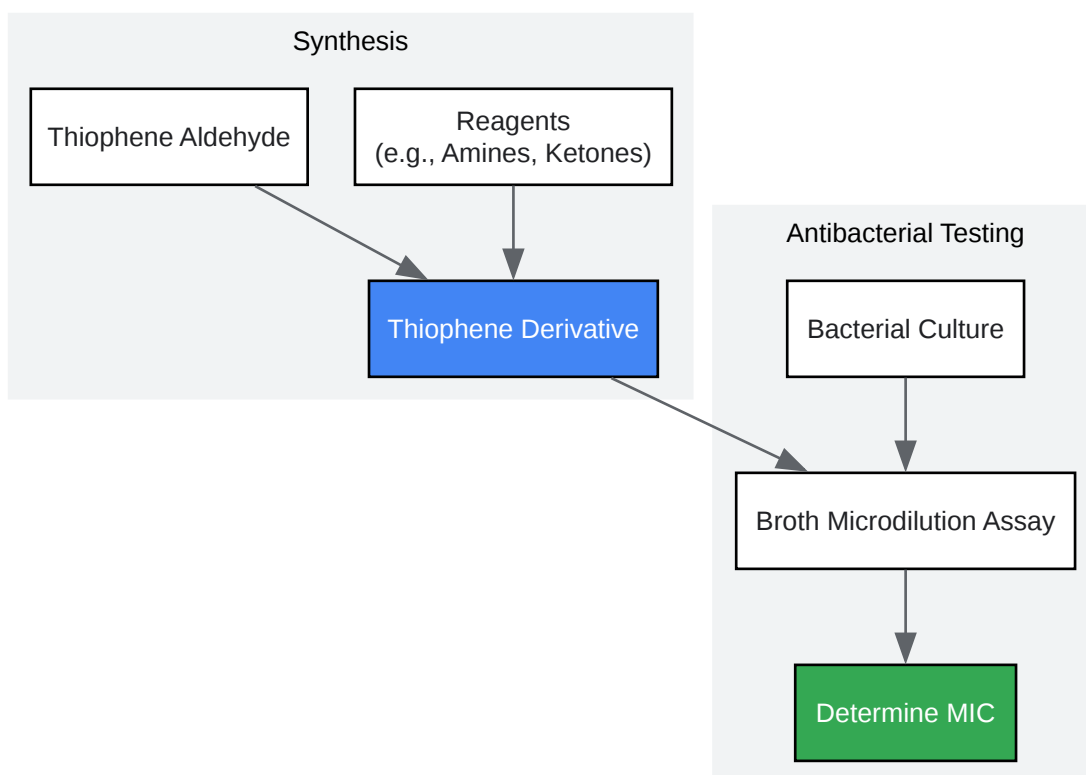 Synthesis
Thiophene Aldehyde
Reagents
(e.g., Amines, Ketones)
Thiophene Derivative
Antibacterial Testing
Bacterial Culture
Broth Microdilution Assay
Determine MIC